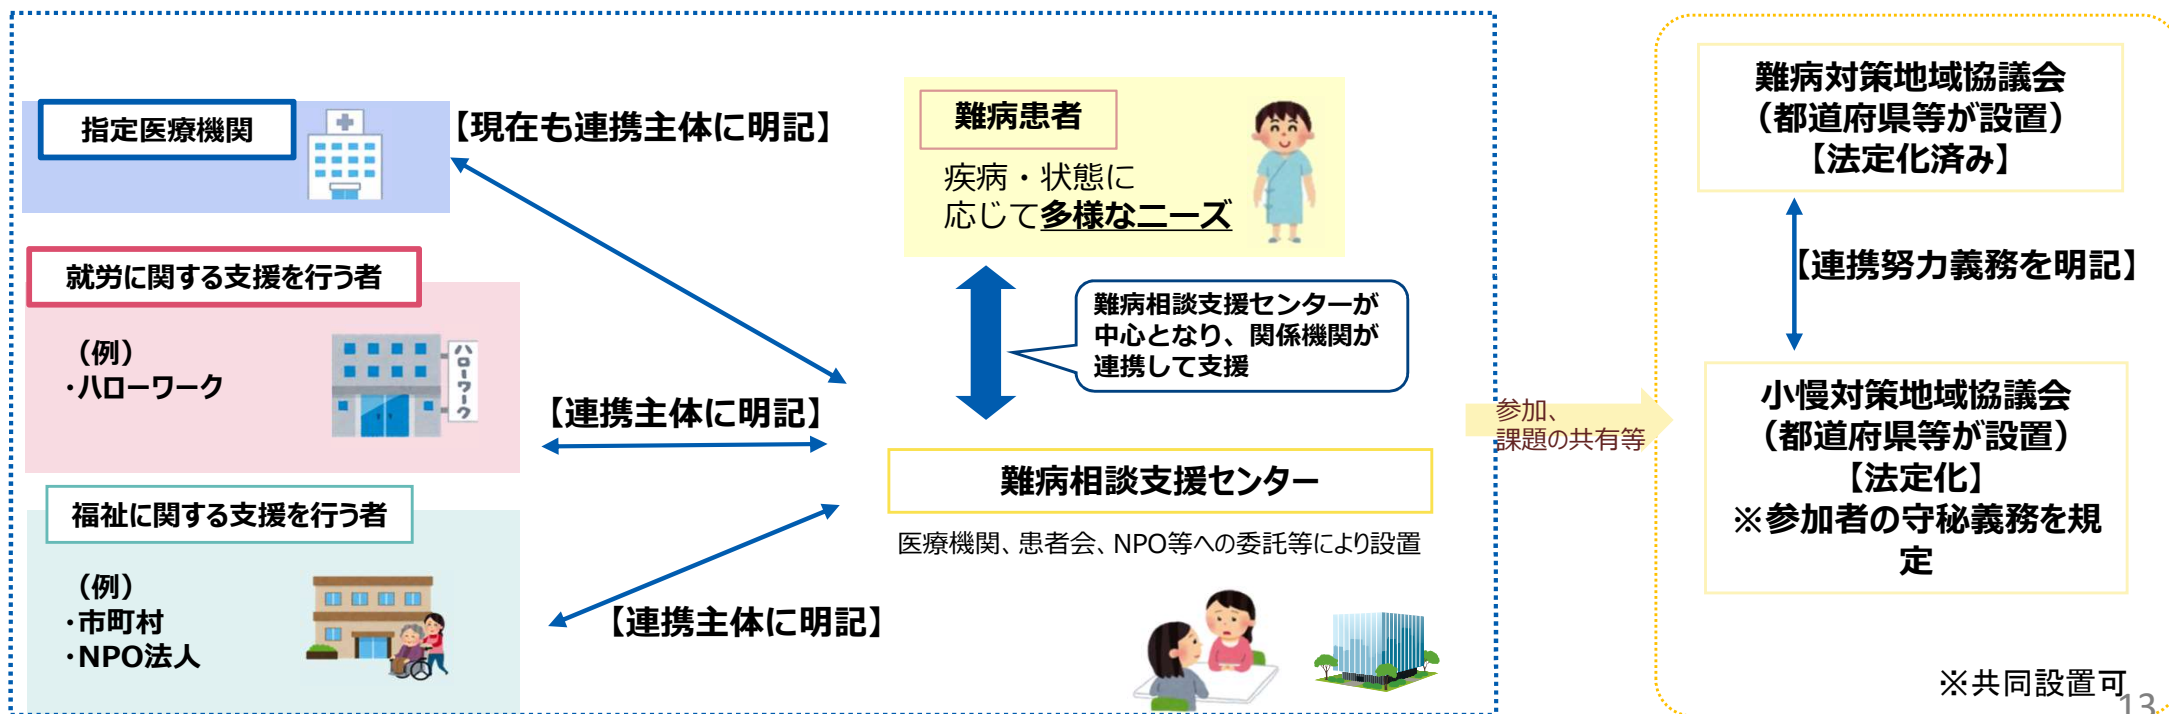 指定医療機関
【現在も連携主体に明記】
就労に関する支援を行う者
（例）
・ハローワーク
ハローワーク
【連携主体に明記】
福祉に関する支援を行う者
（例）
・市町村
・NPO法人
【連携主体に明記】
難病患者
疾病・状態に
応じて多様なニーズ
難病相談支援センターが
中心となり、関係機関が
連携して支援
難病相談支援センター
医療機関、患者会、NPO等への委託等により設置
参加、
課題の共有等
難病対策地域協議会
（都道府県等が設置）
【法定化済み】
【連携努力義務を明記】
小慢対策地域協議会
（都道府県等が設置）
【法定化】
※参加者の守秘義務を規
定
※共同設置可
13